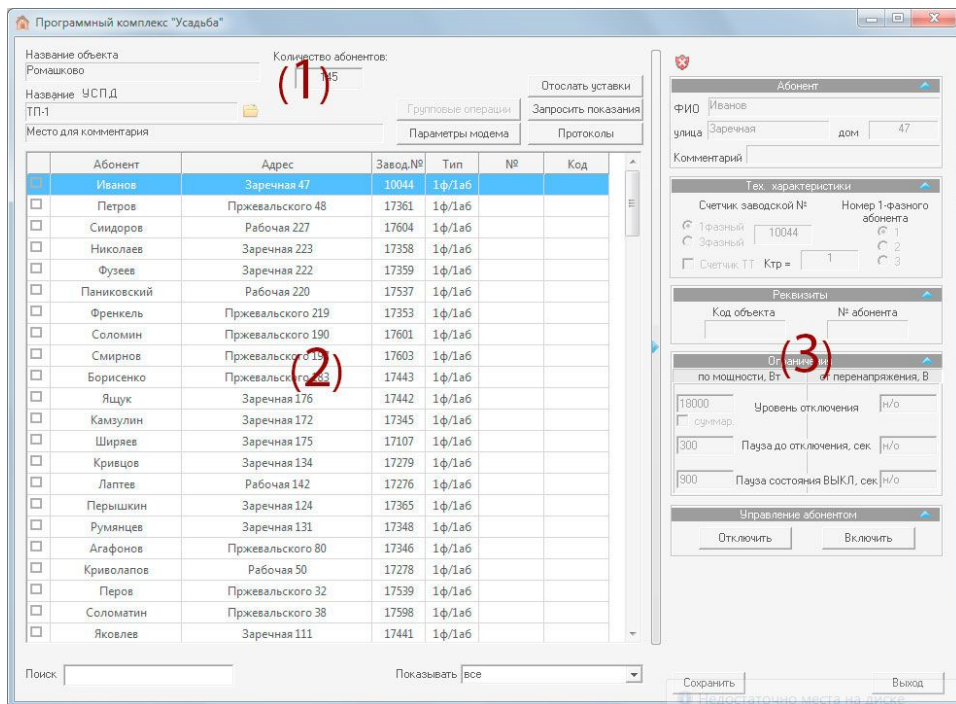 Программный комплекс "Усадьба"
Название объекта
Ромашково
Количество абонентов:
145
(1)
Название УСПД
ТП-1
Место для комментария
Отослать уставки
Групповые операции Запросить показания
Параметры модема Протоколы
Абонент Адрес Завод.№ Тип № Код
Иванов Заречная 47 10044 1ф/1аб
Петров Пржевальского 48 17361 1ф/1аб
Сиидоров Рабочая 227 17604 1ф/1аб
Николаев Заречная 223 17358 1ф/1аб
Фузеев Заречная 222 17359 1ф/1аб
Паниковский Рабочая 220 17537 1ф/1аб
Френкель Пржевальского 219 17353 1ф/1аб
Соломин Пржевальского 190 17601 1ф/1аб
Смирнов Пржевальского 17603 1ф/1аб
Борисенко Пржевальского 17443 1ф/1аб
(2)
Ящук Заречная 176 17442 1ф/1аб
Камзулин Заречная 172 17345 1ф/1аб
Ширяев Заречная 175 17107 1ф/1аб
Кривцов Заречная 134 17279 1ф/1аб
Лаптев Рабочая 142 17276 1ф/1аб
Перышкин Заречная 124 17365 1ф/1аб
Румянцев Заречная 131 17348 1ф/1аб
Агафонов Пржевальского 80 17346 1ф/1аб
Криволапов Рабочая 50 17278 1ф/1аб
Перов Пржевальского 32 17539 1ф/1аб
Соломатин Пржевальского 38 17598 1ф/1аб
Яковлев Заречная 111 17441 1ф/1аб
Поиск Показывать все
Абонент
ФИО Иванов
улица Заречная дом 47
Комментарий
Тех. характеристики
Счетчик заводской № Номер 1-фазного абонента
1фазный 10044 1
3фазный 2
Счетчик ТТ Ктр = 1 3
Реквизиты
Код объекта № абонента
Ограничения
(3)
по мощности, Вт от перенапряжения, В
18000 Уровень отключения н/о
суммар.
300 Пауза до отключения, сек н/о
900 Пауза состояния ВЫКЛ, сек н/о
Управление абонентом
Отключить Включить
Сохранить Выход
Недостаточно места на диске